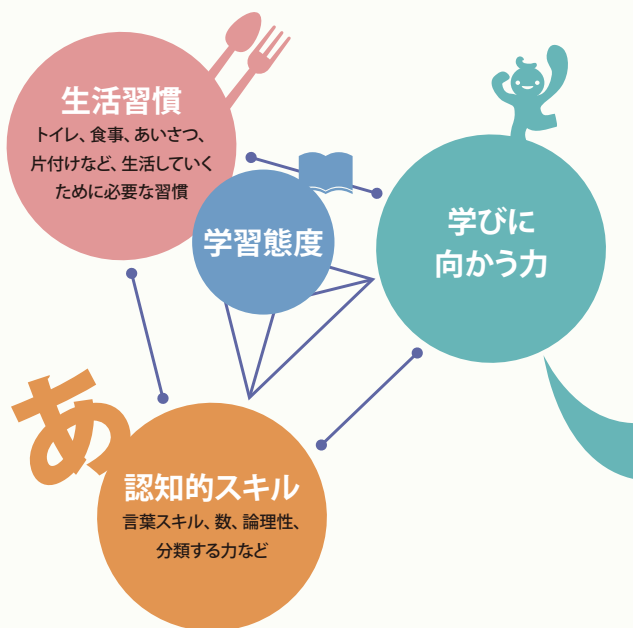 生活習慣
トイレ、食事、あいさつ、
片付けなど、生活していく
ために必要な習慣
学習態度
学びに
向かう力
あ
認知的スキル
言葉スキル、数、論理性、
分類する力など